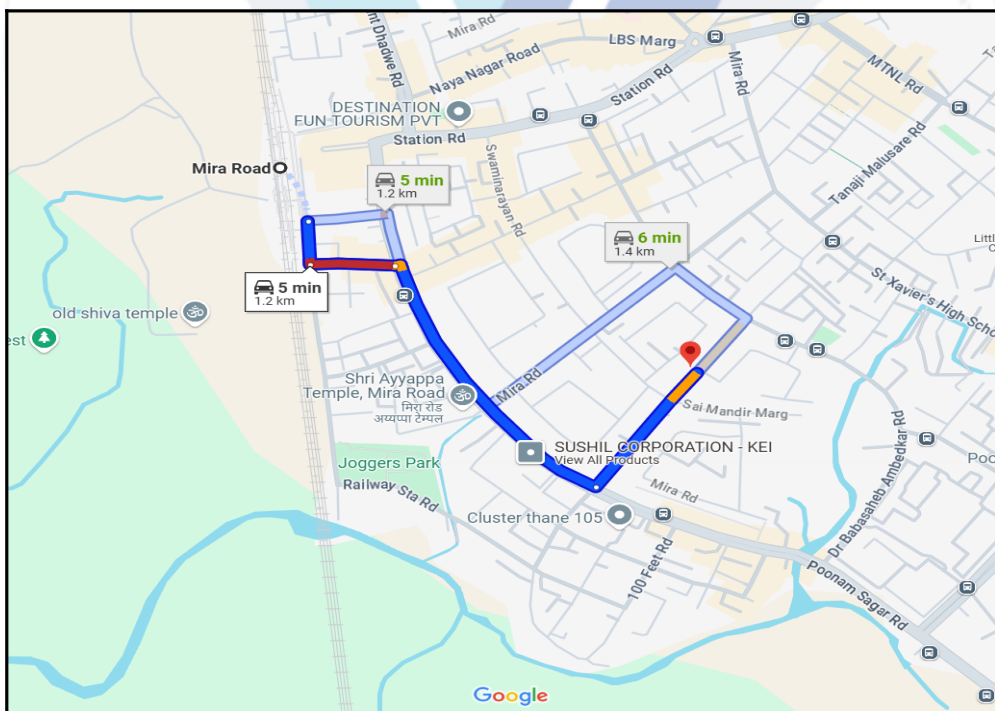 Mira Rd
LBS Marg
nt Dhadwe Rd
Naya Nagar Road
Mira Rd
MTNL Rd
DESTINATION
FUN TOURISM PVT
Station Rd
Station Rd
Swaminarayan Rd
Tanaji Malusare Rd
Mira Road
5 min
1.2 km
6 min
1.4 km
Littl
St Xavier's High Schoo
5 min
1.2 km
old shiva temple
est
Shri Ayyappa
Temple, Mira Road
मिरा रोड
अय्यप्पा टेम्पल
Mira Rd
Sai Mandir Marg
SUSHIL CORPORATION - KEI
View All Products
Joggers Park
Railway Sta Rd
Mira Rd
Cluster thane 105
Dr Babasaheb Ambedkar Rd
Poo
100 Feet Rd
Poonam Sagar Rd
Google